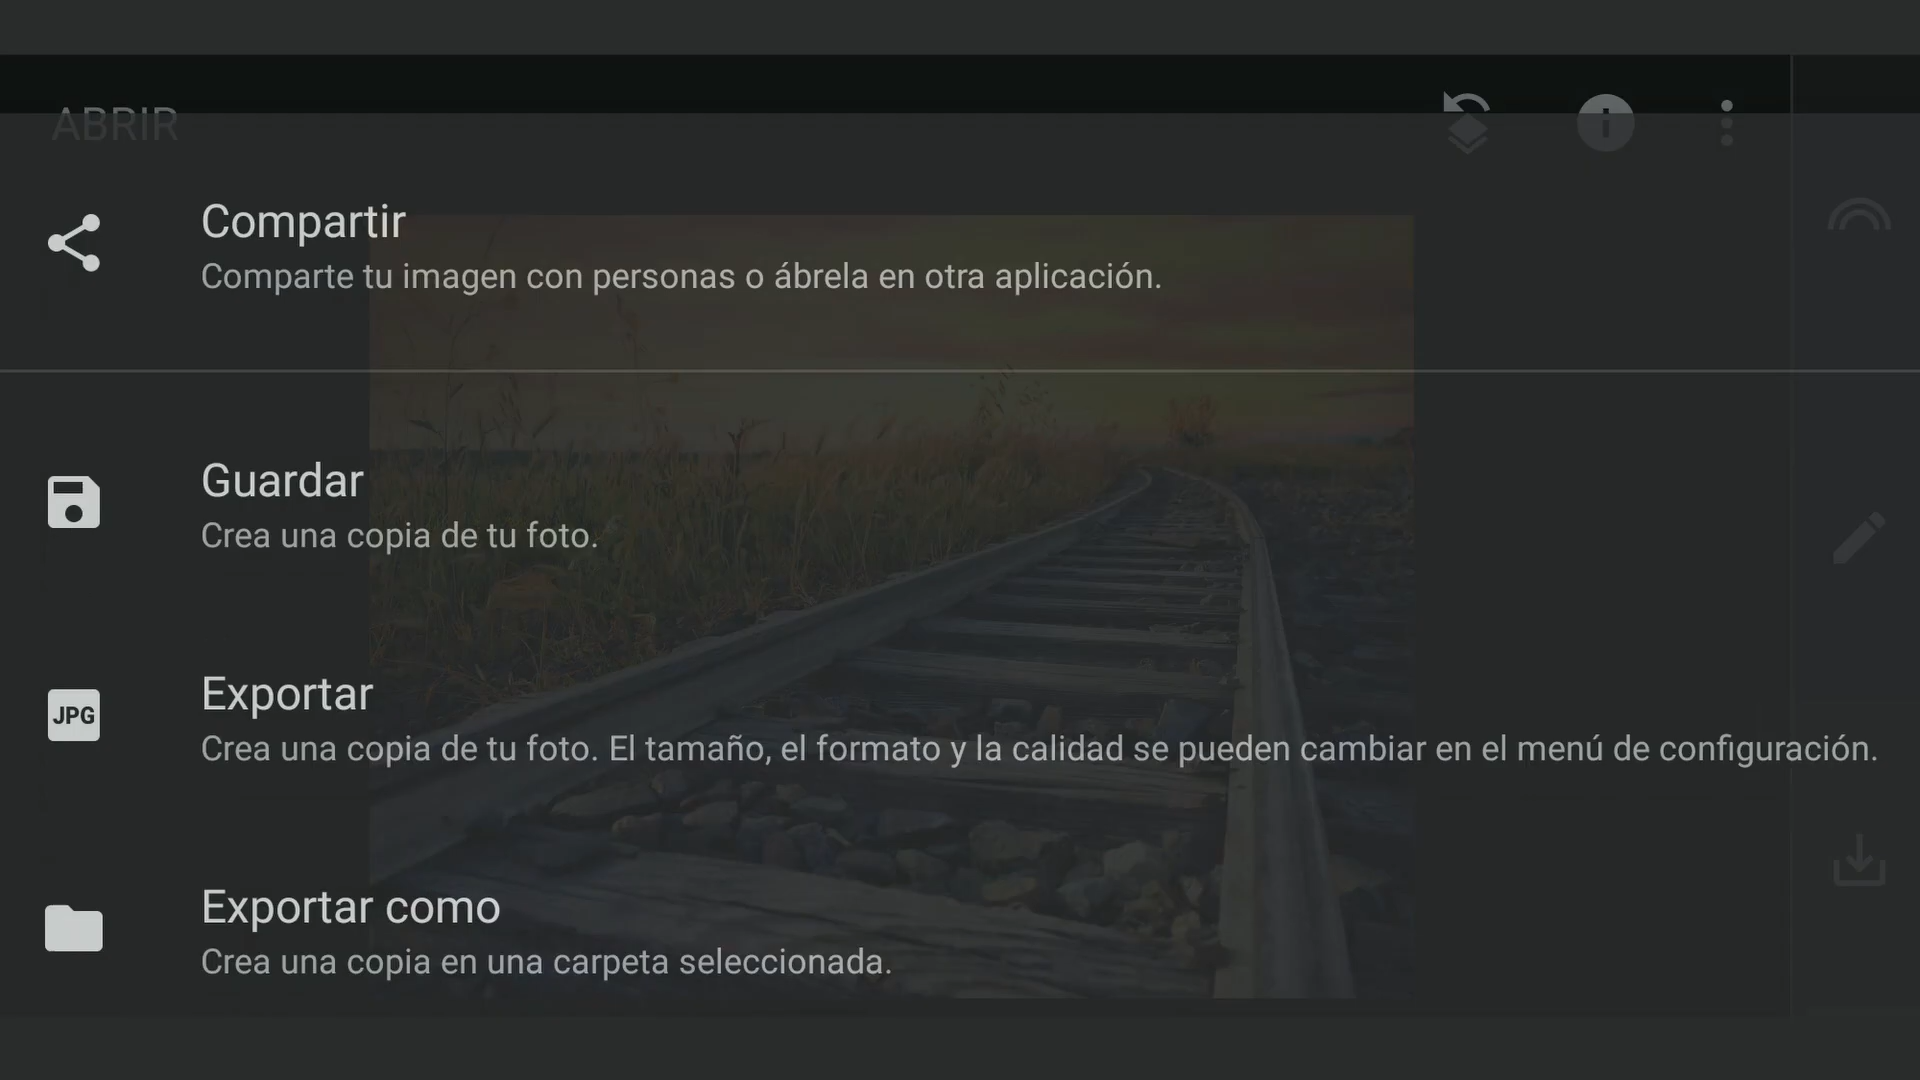 ABRIR
Compartir
Comparte tu imagen con personas o ábrela en otra aplicación.
Guardar
Crea una copia de tu foto.
JPG
Exportar
Crea una copia de tu foto. El tamaño, el formato y la calidad se pueden cambiar en el menú de configuración.
Exportar como
Crea una copia en una carpeta seleccionada.